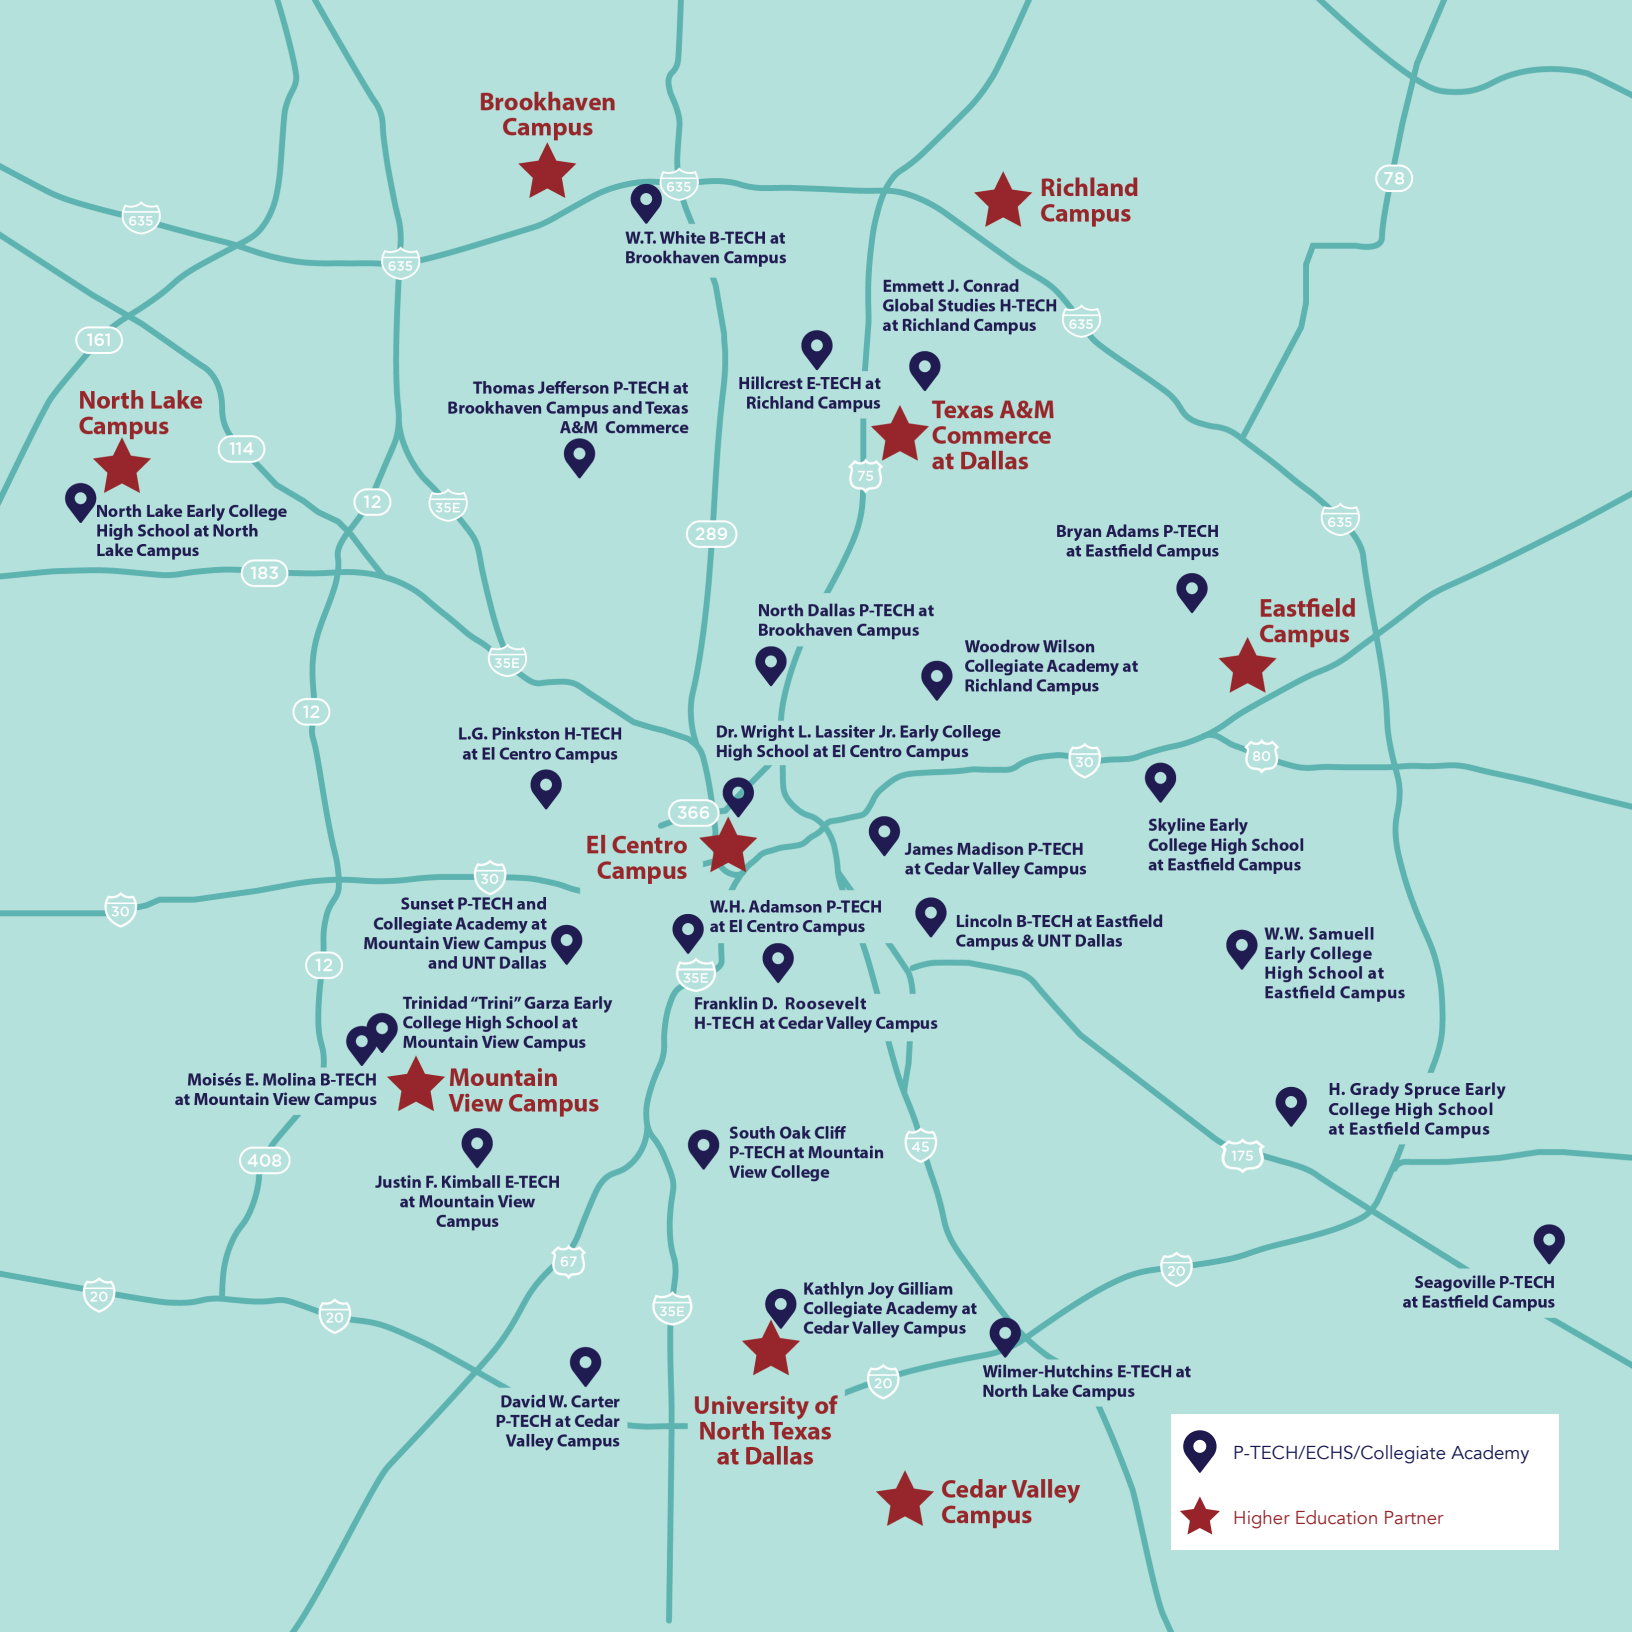 Brookhaven
Campus
635
Richland
Campus
78
635
W.T. White B-TECH at
Brookhaven Campus
635
Emmett J. Conrad
Global Studies H-TECH
at Richland Campus
635
161
Hillcrest E-TECH at
Richland Campus
Thomas Jefferson P-TECH at
Brookhaven Campus and Texas
A&M Commerce
North Lake
Campus
Texas A&M
Commerce
at Dallas
114
75
12
35E
North Lake Early College
High School at North
Lake Campus
289
635
Bryan Adams P-TECH
at Eastfield Campus
183
Eastfield
Campus
North Dallas P-TECH at
Brookhaven Campus
Woodrow Wilson
Collegiate Academy at
Richland Campus
35E
12
L.G. Pinkston H-TECH
at El Centro Campus
Dr. Wright L. Lassiter Jr. Early College
High School at El Centro Campus
30
80
366
El Centro
Campus
James Madison P-TECH
at Cedar Valley Campus
Skyline Early
College High School
at Eastfield Campus
30
30
Sunset P-TECH and
Collegiate Academy at
Mountain View Campus
and UNT Dallas
W.H. Adamson P-TECH
at El Centro Campus
Lincoln B-TECH at Eastfield
Campus & UNT Dallas
W.W. Samuell
Early College
High School at
Eastfield Campus
12
35E
Trinidad “Trini” Garza Early
College High School at
Mountain View Campus
Franklin D. Roosevelt
H-TECH at Cedar Valley Campus
Moisés E. Molina B-TECH
at Mountain View Campus
Mountain
View Campus
H. Grady Spruce Early
College High School
at Eastfield Campus
408
South Oak Cliff
P-TECH at Mountain
View College
45
175
Justin F. Kimball E-TECH
at Mountain View
Campus
67
20
Seagoville P-TECH
at Eastfield Campus
20
20
35E
Kathlyn Joy Gilliam
Collegiate Academy at
Cedar Valley Campus
20
Wilmer-Hutchins E-TECH at
North Lake Campus
David W. Carter
P-TECH at Cedar
Valley Campus
University of
North Texas
at Dallas
Cedar Valley
Campus
P-TECH/ECHS/Collegiate Academy
Higher Education Partner